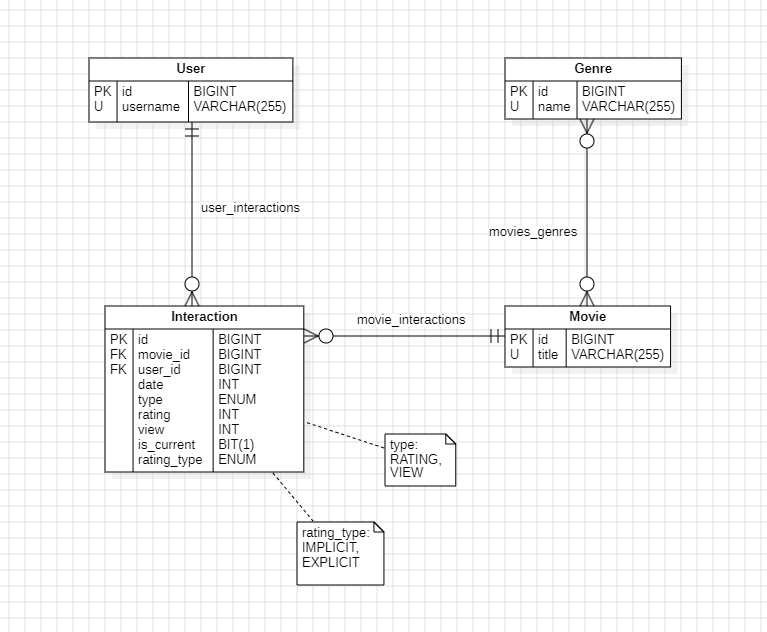 User
PK id BIGINT
U username VARCHAR(255)
Genre
PK id BIGINT
U name VARCHAR(255)
user_interactions
movies_genres
Interaction
PK id BIGINT
FK movie_id BIGINT
FK user_id BIGINT
date INT
type ENUM
rating INT
view INT
is_current BIT(1)
rating_type ENUM
movie_interactions
Movie
PK id BIGINT
U title VARCHAR(255)
type:
RATING,
VIEW
rating_type:
IMPLICIT,
EXPLICIT